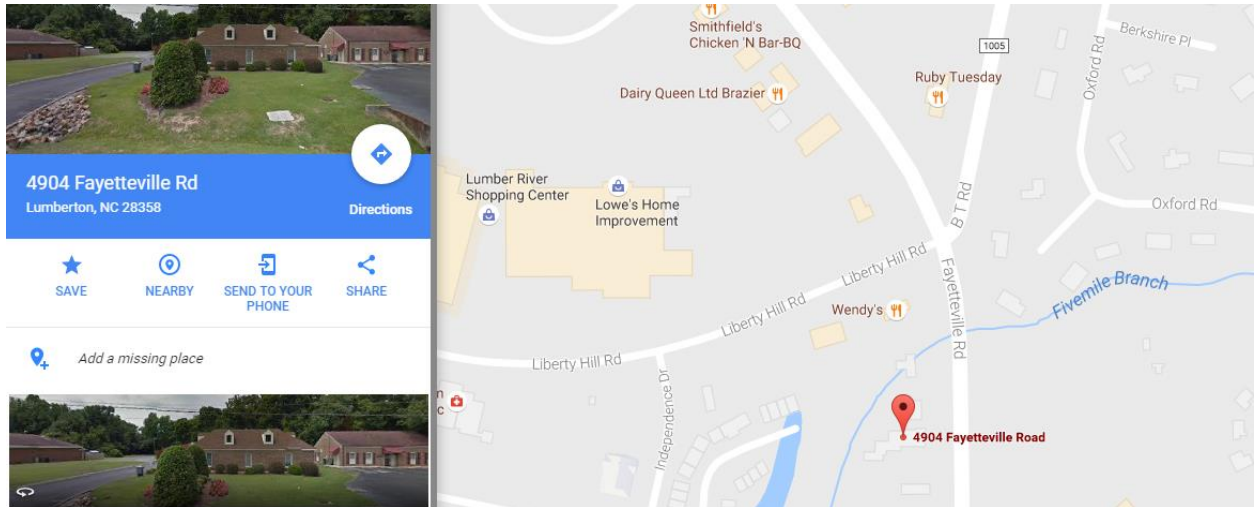 4904 Fayetteville Rd
Lumberton, NC 28358
Directions
SAVE
NEARBY
SEND TO YOUR
PHONE
SHARE
Add a missing place
Smithfield's
Chicken 'N Bar-BQ
1005
Berkshire Pl
Oxford Rd
Ruby Tuesday
Dairy Queen Ltd Brazier
Lumber River
Shopping Center
Lowe's Home
Improvement
B T Rd
Oxford Rd
Liberty Hill Rd
Fayetteville Rd
Fivemile Branch
Wendy's
Liberty Hill Rd
Liberty Hill Rd
Independence Dr
n
c
4904 Fayetteville Road